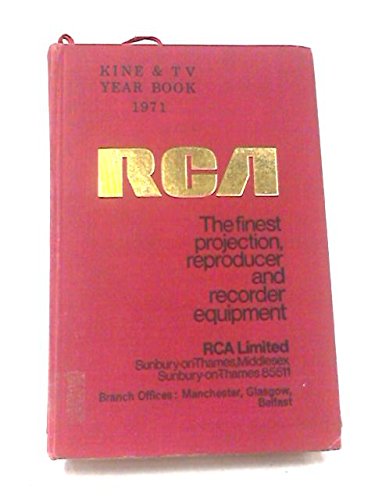 KINE & TV
YEAR BOOK
1971
RCA
The finest
projection,
reproducer
and
recorder
equipment
RCA Limited
Sunbury-on-Thames, Middlesex
Sunbury-on-Thames 85511
Branch Offices: Manchester, Glasgow,
Belfast